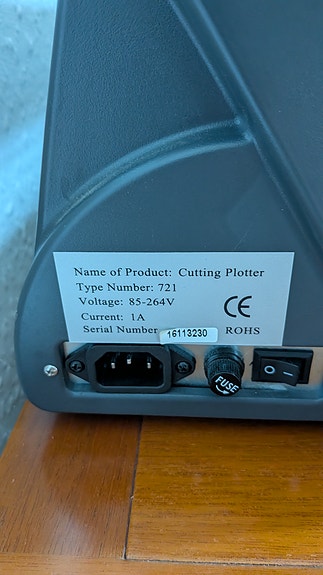 Name of Product: Cutting Plotter
Type Number: 721
Voltage: 85-264V
Current: 1A
CE
Serial Number 16113230 ROHS
FUSE
O I